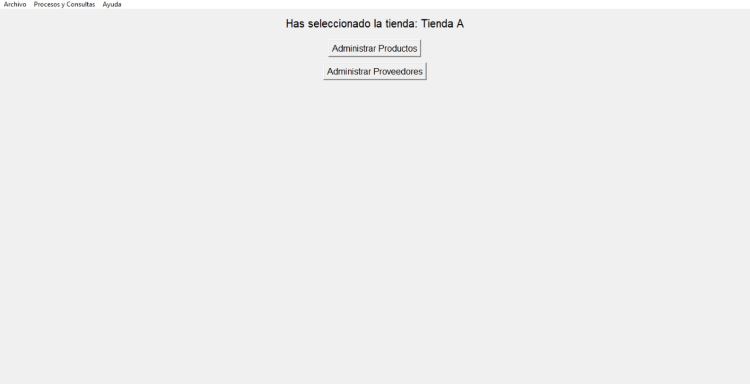 Archivo Procesos y Consultas Ayuda
Has seleccionado la tienda: Tienda A
Administrar Productos
Administrar Proveedores